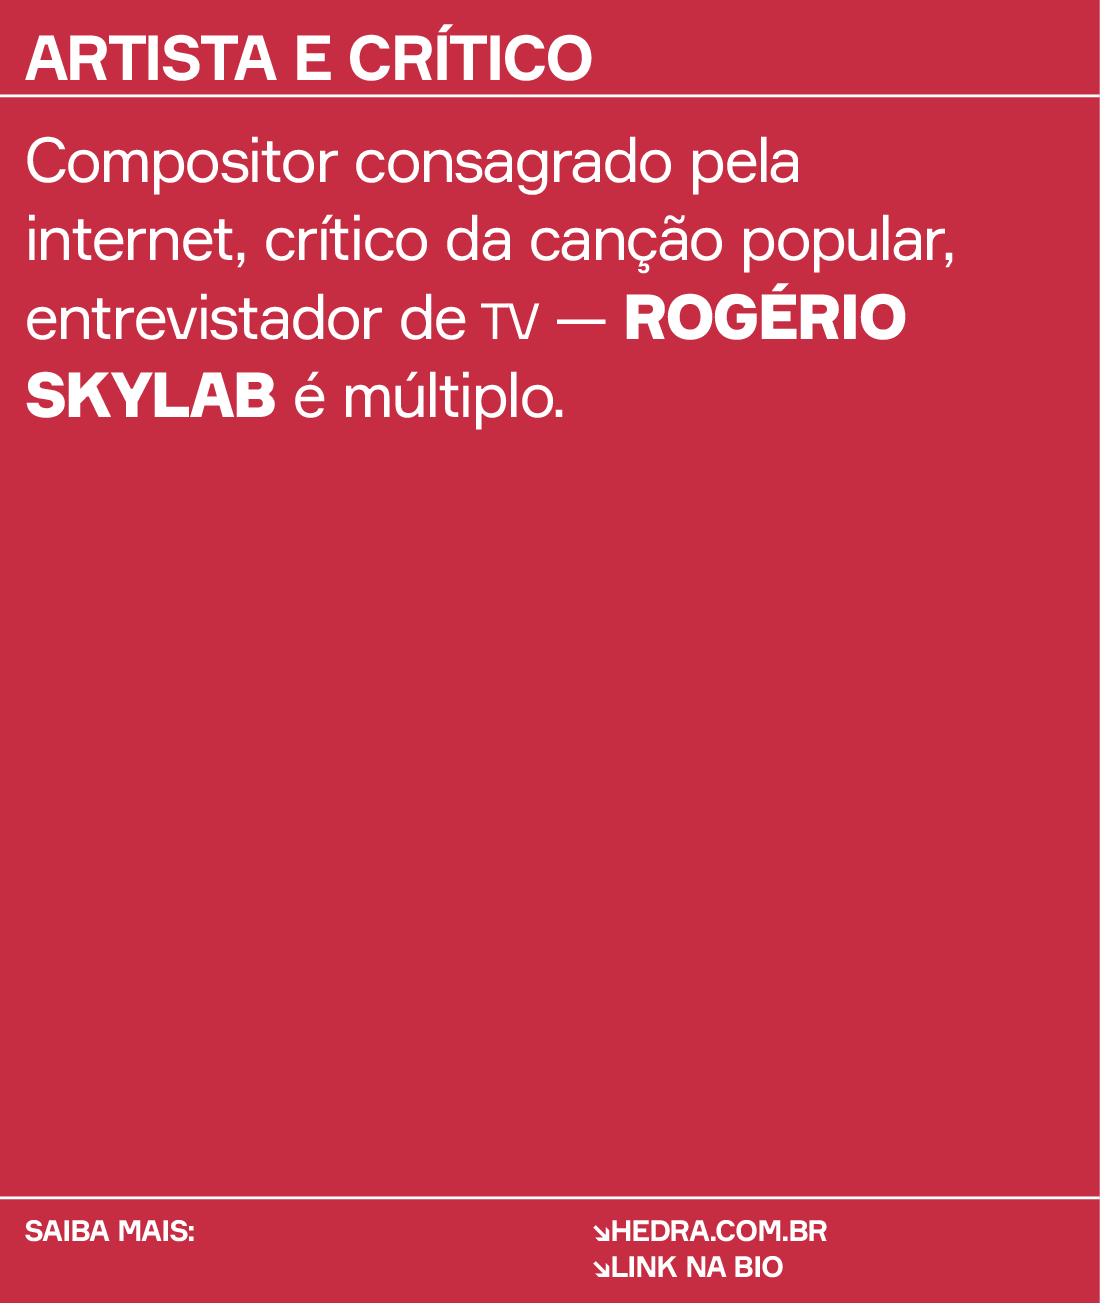 ARTISTA E CRÍTICO
Compositor consagrado pela
internet, crítico da canção popular,
entrevistador de TV — ROGÉRIO
SKYLAB é múltiplo.
SAIBA MAIS:
↘HEDRA.COM.BR
↘LINK NA BIO